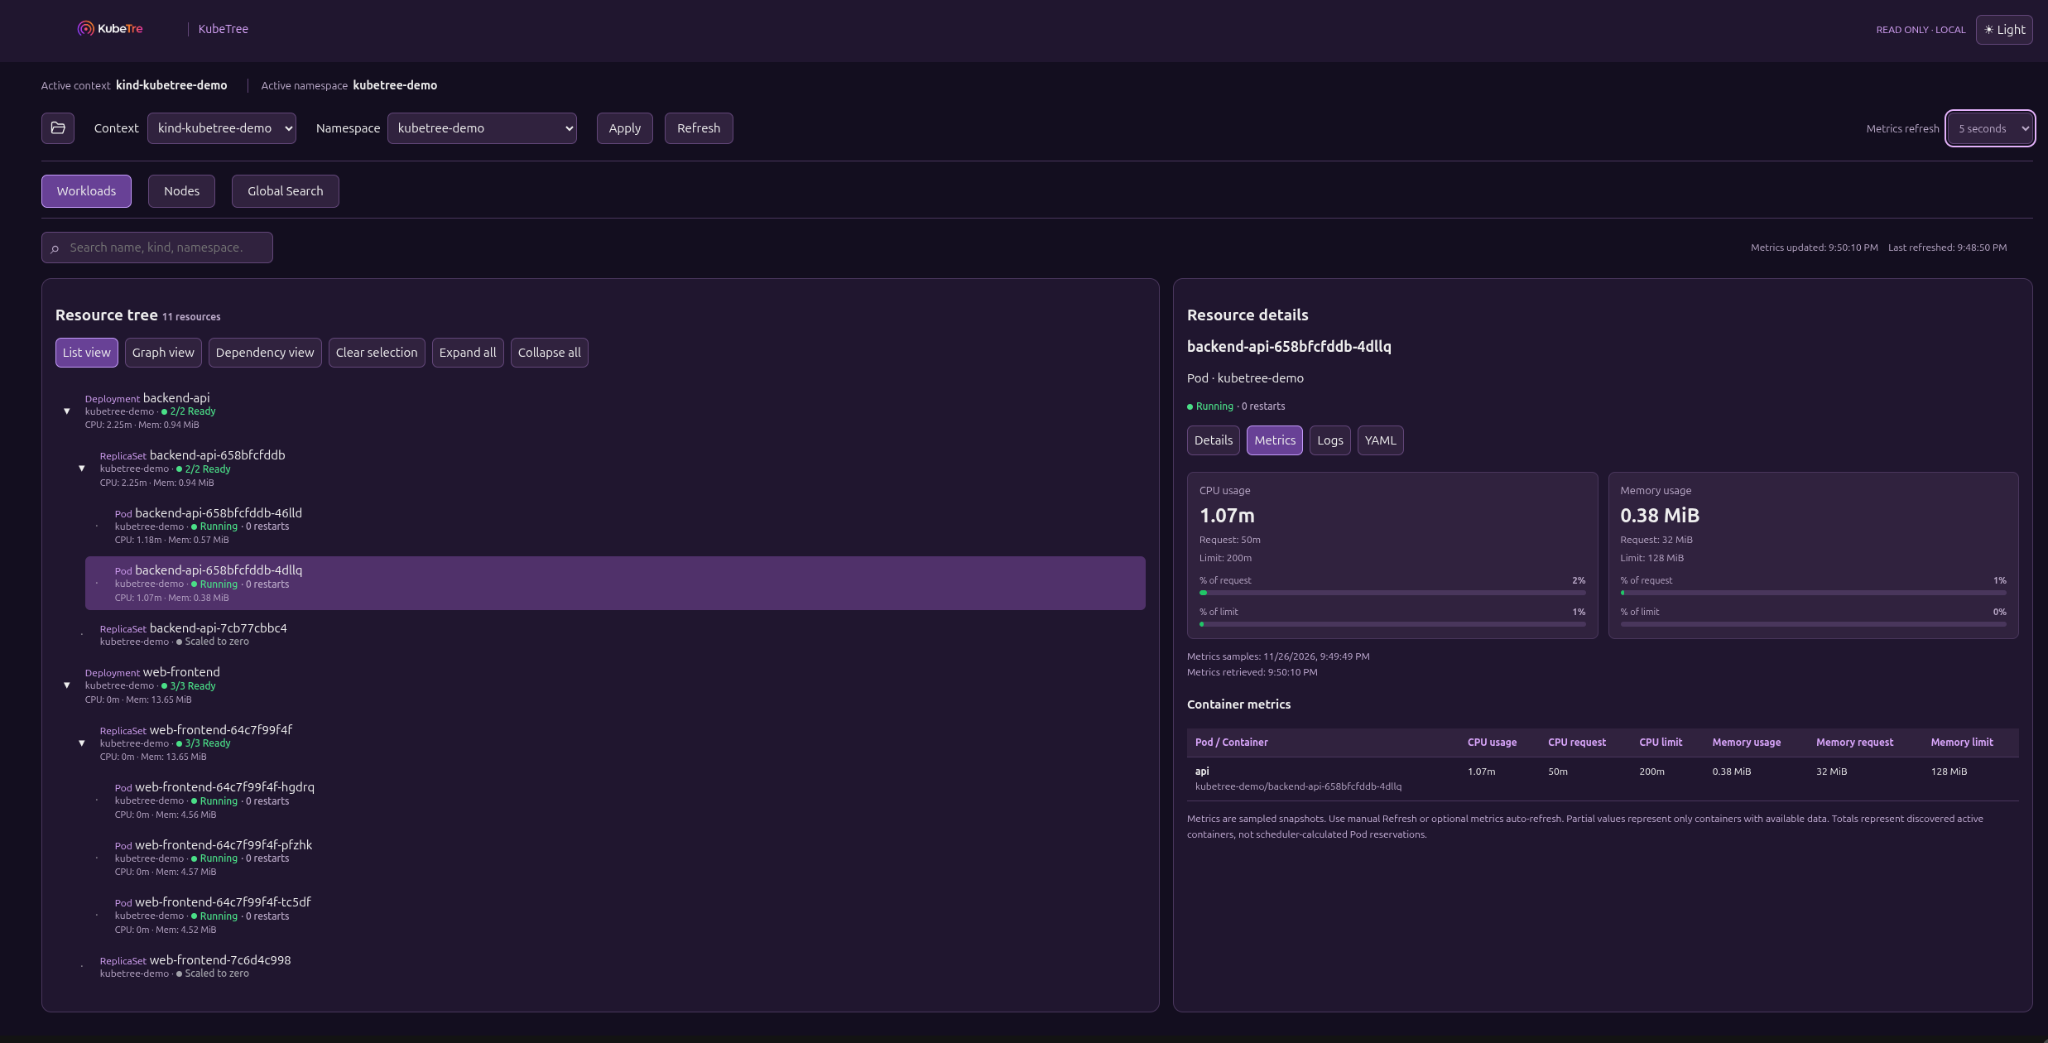 KubeTre
KubeTree
READ ONLY · LOCAL
☀ Light
Active context kind-kubetree-demo
Active namespace kubetree-demo
Context kind-kubetree-demo
Namespace kubetree-demo
Apply
Refresh
Metrics refresh 5 seconds
Workloads
Nodes
Global Search
Search name, kind, namespace.
Metrics updated: 9:50:10 PM
Last refreshed: 9:48:50 PM
Resource tree 11 resources
List view
Graph view
Dependency view
Clear selection
Expand all
Collapse all
▼ Deployment backend-api
kubetree-demo · ● 2/2 Ready
CPU: 2.25m · Mem: 0.94 MiB
▼ ReplicaSet backend-api-658bfcfddb
kubetree-demo · ● 2/2 Ready
CPU: 2.25m · Mem: 0.94 MiB
· Pod backend-api-658bfcfddb-46lld
kubetree-demo · ● Running · 0 restarts
CPU: 1.18m · Mem: 0.57 MiB
· Pod backend-api-658bfcfddb-4dllq
kubetree-demo · ● Running · 0 restarts
CPU: 1.07m · Mem: 0.38 MiB
· ReplicaSet backend-api-7cb77cbbc4
kubetree-demo · ● Scaled to zero
▼ Deployment web-frontend
kubetree-demo · ● 3/3 Ready
CPU: 0m · Mem: 13.65 MiB
▼ ReplicaSet web-frontend-64c7f99f4f
kubetree-demo · ● 3/3 Ready
CPU: 0m · Mem: 13.65 MiB
· Pod web-frontend-64c7f99f4f-hgdrq
kubetree-demo · ● Running · 0 restarts
CPU: 0m · Mem: 4.56 MiB
· Pod web-frontend-64c7f99f4f-pfzhk
kubetree-demo · ● Running · 0 restarts
CPU: 0m · Mem: 4.57 MiB
· Pod web-frontend-64c7f99f4f-tc5df
kubetree-demo · ● Running · 0 restarts
CPU: 0m · Mem: 4.52 MiB
· ReplicaSet web-frontend-7c6d4c998
kubetree-demo · ● Scaled to zero
Resource details
backend-api-658bfcfddb-4dllq
Pod · kubetree-demo
● Running · 0 restarts
Details
Metrics
Logs
YAML
CPU usage
1.07m
Request: 50m
Limit: 200m
% of request 2%
% of limit 1%
Memory usage
0.38 MiB
Request: 32 MiB
Limit: 128 MiB
% of request 1%
% of limit 0%
Metrics samples: 11/26/2026, 9:49:49 PM
Metrics retrieved: 9:50:10 PM
Container metrics
Pod / Container CPU usage CPU request CPU limit Memory usage Memory request Memory limit
api 1.07m 50m 200m 0.38 MiB 32 MiB 128 MiB
kubetree-demo/backend-api-658bfcfddb-4dllq
Metrics are sampled snapshots. Use manual Refresh or optional metrics auto-refresh. Partial values represent only containers with available data. Totals represent discovered active
containers, not scheduler-calculated Pod reservations.